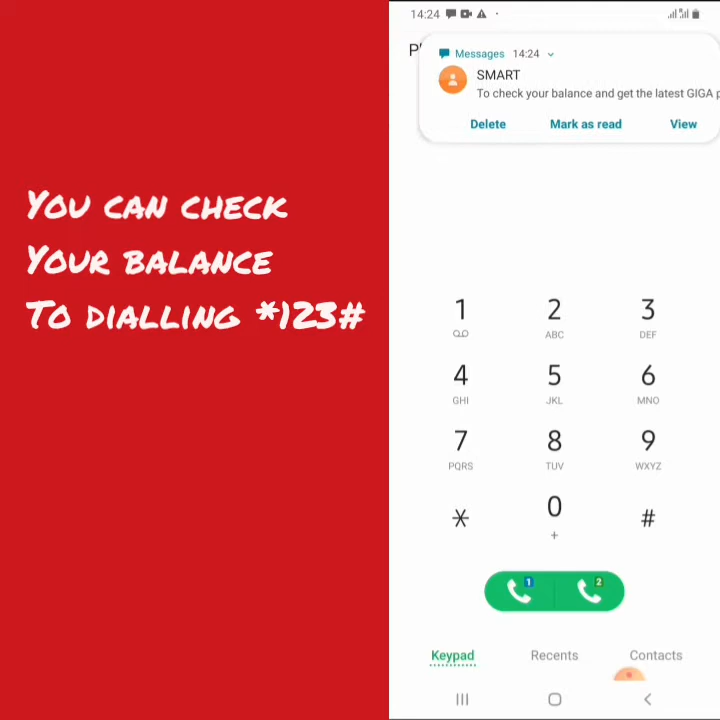 You can check
Your balance
To dialling *123#
14:24
Messages 14:24
SMART
To check your balance and get the latest GIGA p
Delete Mark as read View
1 2 3
ABC DEF
4 5 6
GHI JKL MNO
7 8 9
PQRS TUV WXYZ
* 0 #
+
1 2
Keypad Recents Contacts